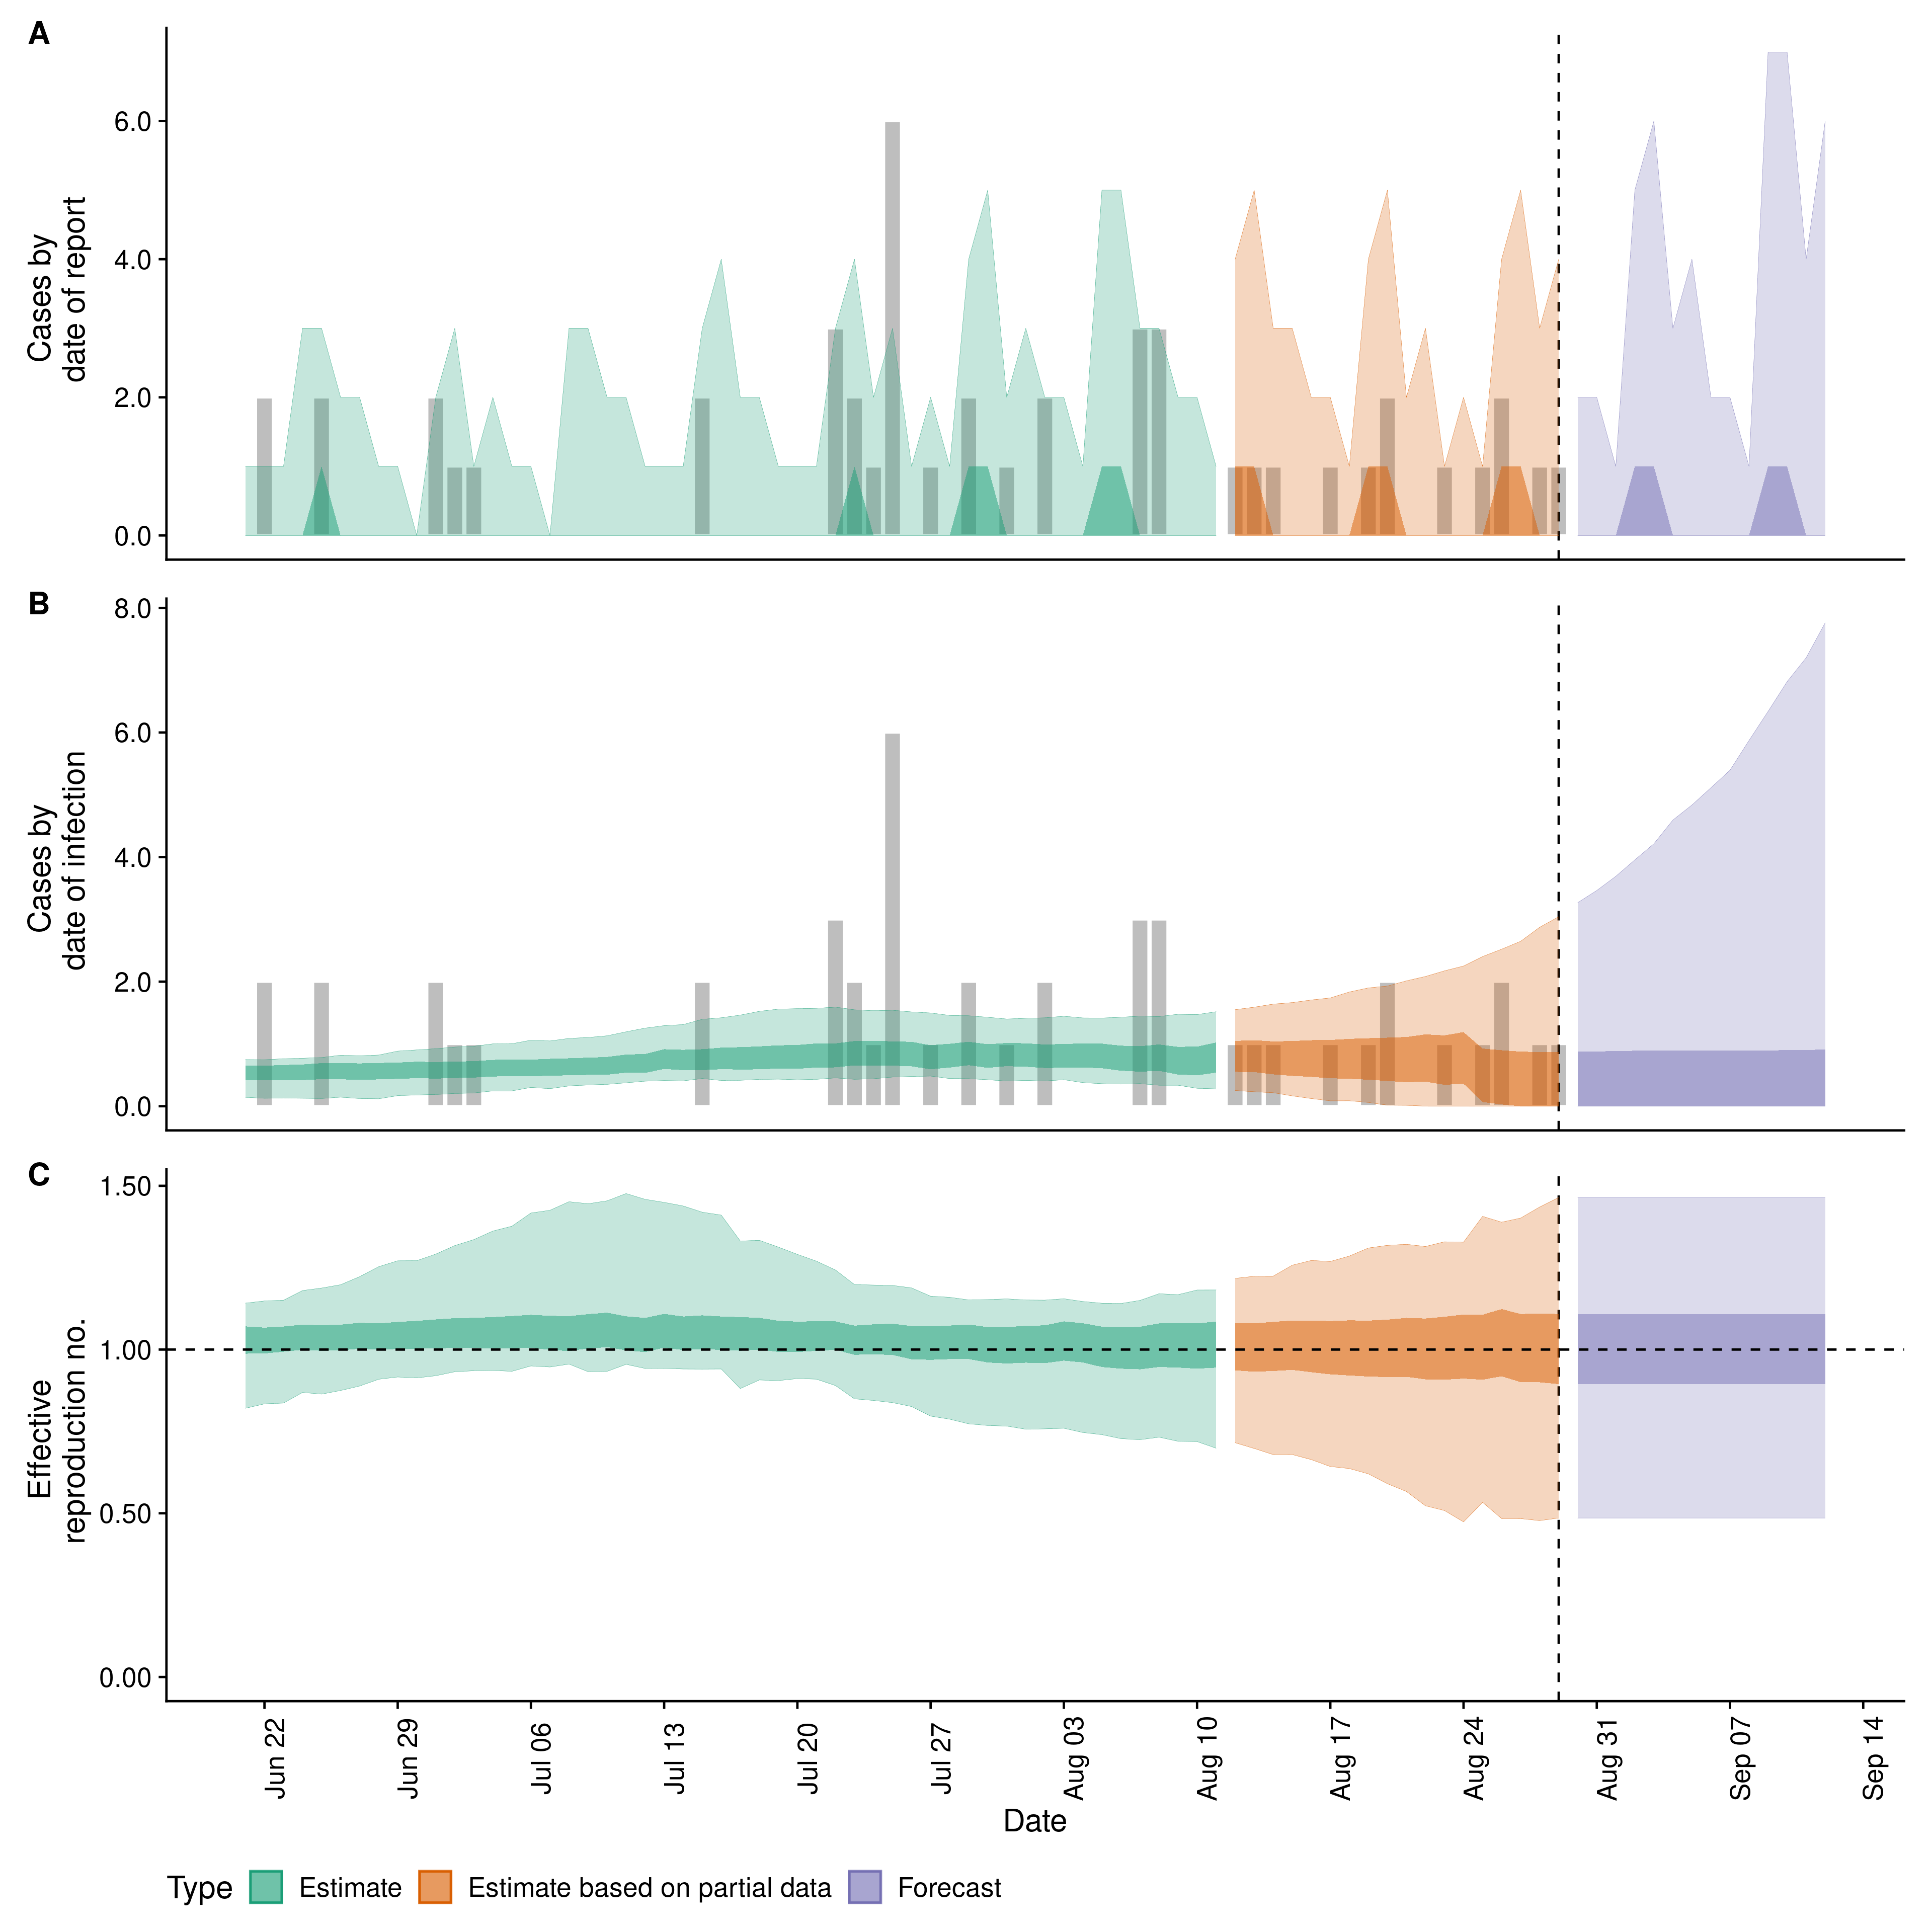 A
Cases by
date of report
6.0
4.0
2.0
0.0
B
Cases by
date of infection
8.0
6.0
4.0
2.0
0.0
C
Effective
reproduction no.
1.50
1.00
0.50
0.00
Jun 22
Jun 29
Jul 06
Jul 13
Jul 20
Jul 27
Aug 03
Aug 10
Aug 17
Aug 24
Aug 31
Sep 07
Sep 14
Date
Type Estimate Estimate based on partial data Forecast